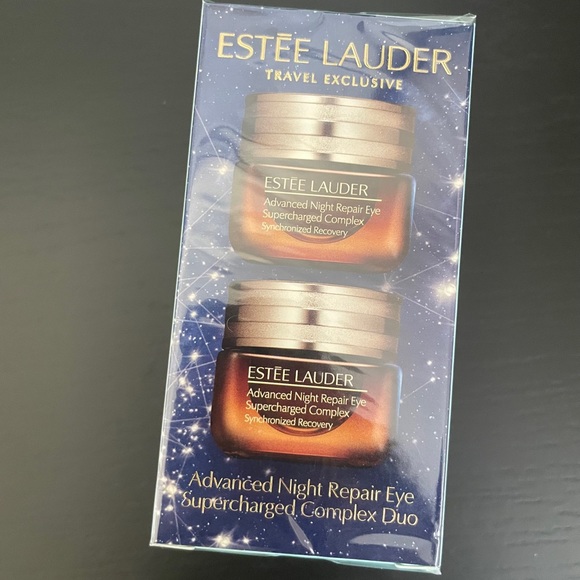 ESTĒE LAUDER
TRAVEL EXCLUSIVE
ESTĒE LAUDER
Advanced Night Repair Eye
Supercharged Complex
Synchronized Recovery
ESTĒE LAUDER
Advanced Night Repair Eye
Supercharged Complex
Synchronized Recovery
Advanced Night Repair Eye
Supercharged Complex Duo